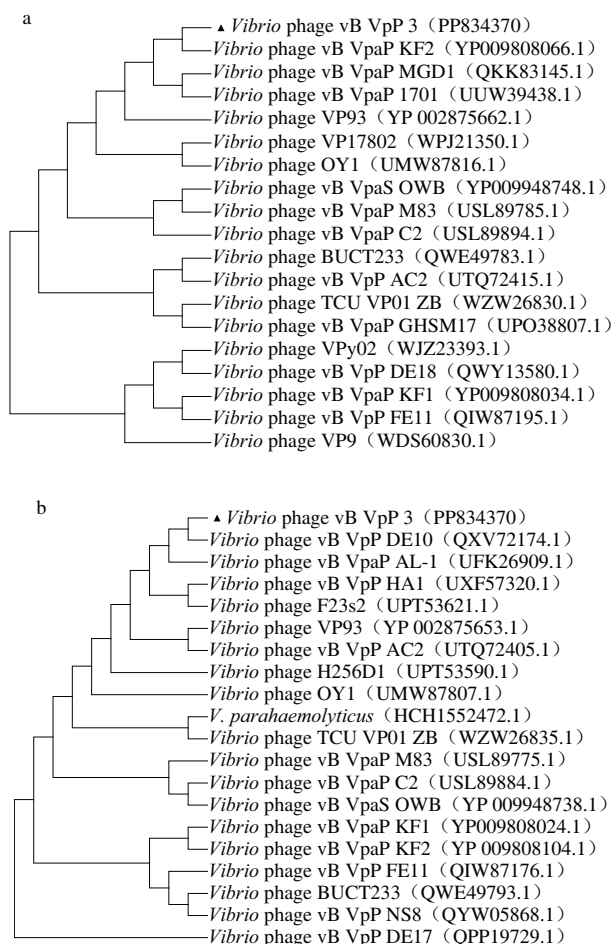 a
▲ Vibrio phage vB VpP 3（PP834370）
Vibrio phage vB VpaP KF2（YP009808066.1）
Vibrio phage vB VpaP MGD1（QKK83145.1）
Vibrio phage vB VpaP 1701（UUW39438.1）
Vibrio phage VP93（YP 002875662.1）
Vibrio phage VP17802（WPJ21350.1）
Vibrio phage OY1（UMW87816.1）
Vibrio phage vB VpaS OWB（YP009948748.1）
Vibrio phage vB VpaP M83（USL89785.1）
Vibrio phage vB VpaP C2（USL89894.1）
Vibrio phage BUCT233（QWE49783.1）
Vibrio phage vB VpP AC2（UTQ72415.1）
Vibrio phage TCU VP01 ZB（WZW26830.1）
Vibrio phage vB VpaP GHSM17（UPO38807.1）
Vibrio phage VPy02（WJZ23393.1）
Vibrio phage vB VpP DE18（QWY13580.1）
Vibrio phage vB VpaP KF1（YP009808034.1）
Vibrio phage vB VpP FE11（QIW87195.1）
Vibrio phage VP9（WDS60830.1）
b
▲ Vibrio phage vB VpP 3（PP834370）
Vibrio phage vB VpP DE10（QXV72174.1）
Vibrio phage vB VpaP AL-1（UFK26909.1）
Vibrio phage vB VpP HA1（UXF57320.1）
Vibrio phage F23s2（UPT53621.1）
Vibrio phage VP93（YP 002875653.1）
Vibrio phage vB VpP AC2（UTQ72405.1）
Vibrio phage H256D1（UPT53590.1）
Vibrio phage OY1（UMW87807.1）
V. parahaemolyticus（HCH1552472.1）
Vibrio phage TCU VP01 ZB（WZW26835.1）
Vibrio phage vB VpaP M83（USL89775.1）
Vibrio phage vB VpaP C2（USL89884.1）
Vibrio phage vB VpaS OWB（YP 009948738.1）
Vibrio phage vB VpaP KF1（YP009808024.1）
Vibrio phage vB VpaP KF2（YP 009808104.1）
Vibrio phage vB VpP FE11（QIW87176.1）
Vibrio phage BUCT233（QWE49793.1）
Vibrio phage vB VpP NS8（QYW05868.1）
Vibrio phage vB VpP DE17（QPP19729.1）